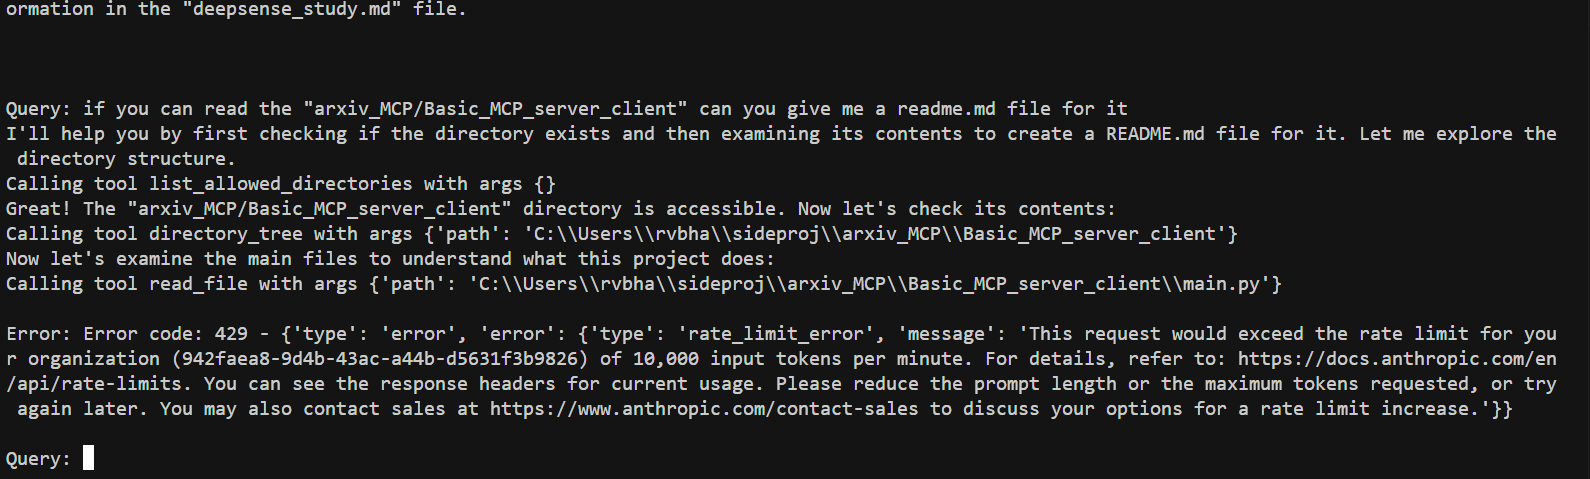 ormation in the "deepsense_study.md" file.
Query: if you can read the "arxiv_MCP/Basic_MCP_server_client" can you give me a readme.md file for it
I'll help you by first checking if the directory exists and then examining its contents to create a README.md file for it. Let me explore the
directory structure.
Calling tool list_allowed_directories with args {}
Great! The "arxiv_MCP/Basic_MCP_server_client" directory is accessible. Now let's check its contents:
Calling tool directory_tree with args {'path': 'C:\\Users\\rvbha\\sideproj\\arxiv_MCP\\Basic_MCP_server_client'}
Now let's examine the main files to understand what this project does:
Calling tool read_file with args {'path': 'C:\\Users\\rvbha\\sideproj\\arxiv_MCP\\Basic_MCP_server_client\\main.py'}
Error: Error code: 429 - {'type': 'error', 'error': {'type': 'rate_limit_error', 'message': 'This request would exceed the rate limit for you
r organization (942faea8-9d4b-43ac-a44b-d5631f3b9826) of 10,000 input tokens per minute. For details, refer to: https://docs.anthropic.com/en
/api/rate-limits. You can see the response headers for current usage. Please reduce the prompt length or the maximum tokens requested, or try
again later. You may also contact sales at https://www.anthropic.com/contact-sales to discuss your options for a rate limit increase.'}}
Query: